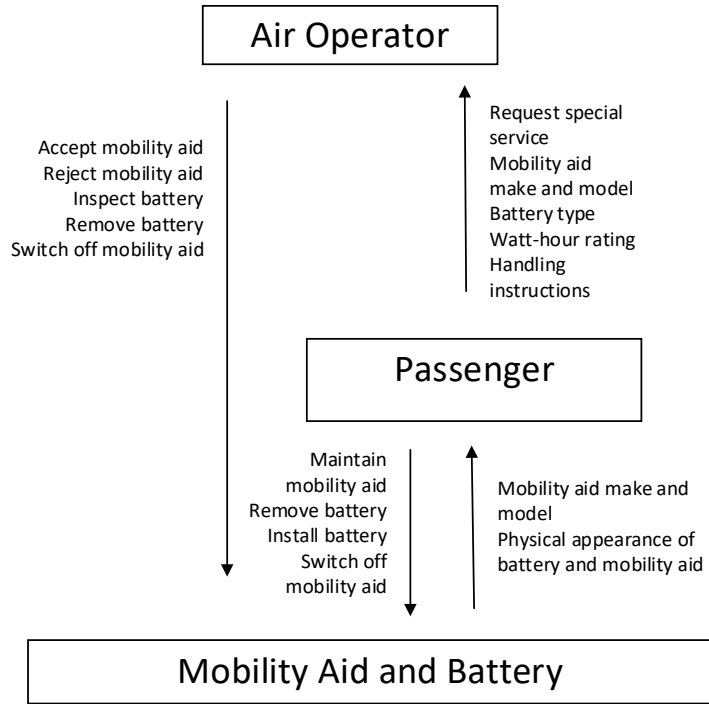 Air Operator
Accept mobility aid
Reject mobility aid
Inspect battery
Remove battery
Switch off mobility aid
Request special
service
Mobility aid
make and model
Battery type
Watt-hour rating
Handling
instructions
Passenger
Maintain
mobility aid
Remove battery
Install battery
Switch off
mobility aid
Mobility aid make and
model
Physical appearance of
battery and mobility aid
Mobility Aid and Battery